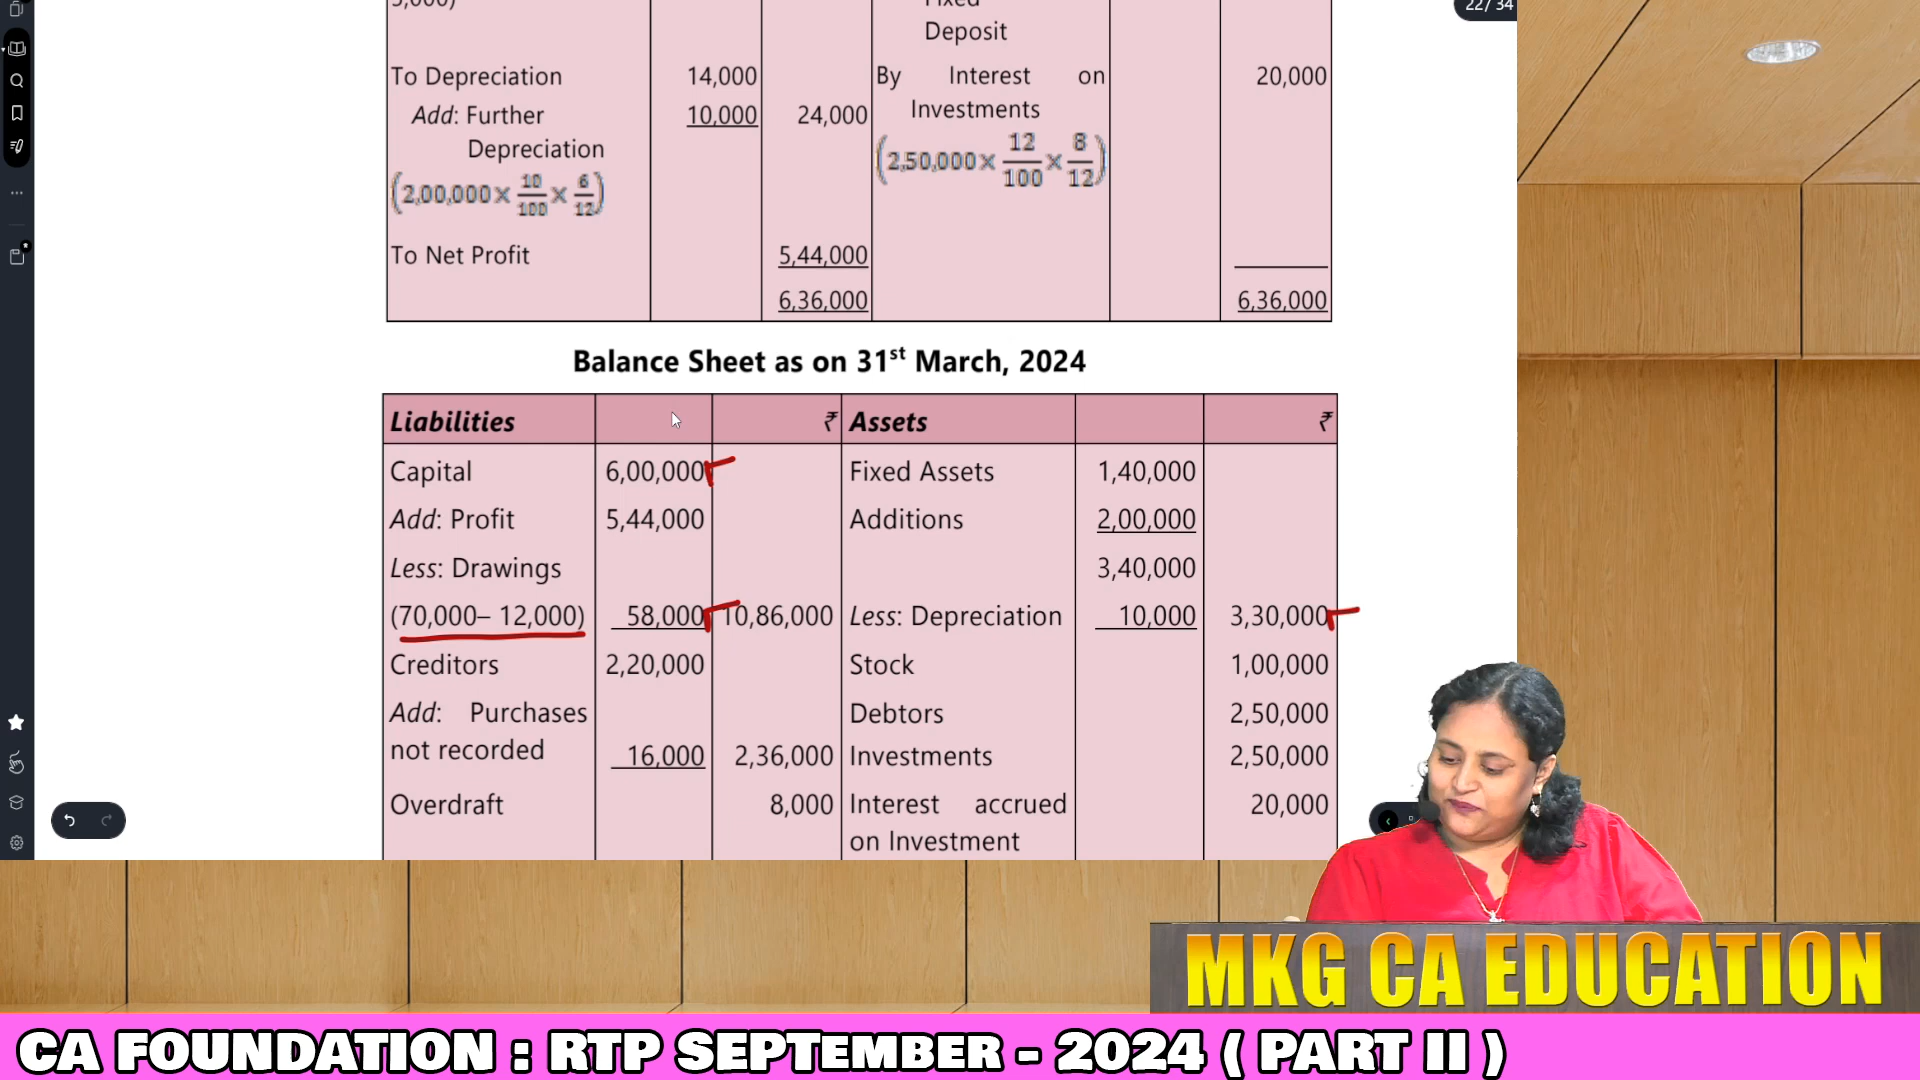 22/ 34
5,000)
Fixed
Deposit
To Depreciation 14,000 By Interest on 20,000
Add: Further 10,000 24,000 Investments
Depreciation
(2,50,000 × 12/100 × 8/12)
(2,00,000 × 10/100 × 6/12)
To Net Profit 5,44,000
6,36,000 6,36,000
Balance Sheet as on 31st March, 2024
Liabilities ₹ Assets ₹
Capital 6,00,000 Fixed Assets 1,40,000
Add: Profit 5,44,000 Additions 2,00,000
Less: Drawings 3,40,000
(70,000– 12,000) 58,000 10,86,000 Less: Depreciation 10,000 3,30,000
Creditors 2,20,000 Stock 1,00,000
Add: Purchases Debtors 2,50,000
not recorded 16,000 2,36,000 Investments 2,50,000
Overdraft 8,000 Interest accrued 20,000
on Investment
MKG CA EDUCATION
CA FOUNDATION : RTP SEPTEMBER - 2024 ( PART II )